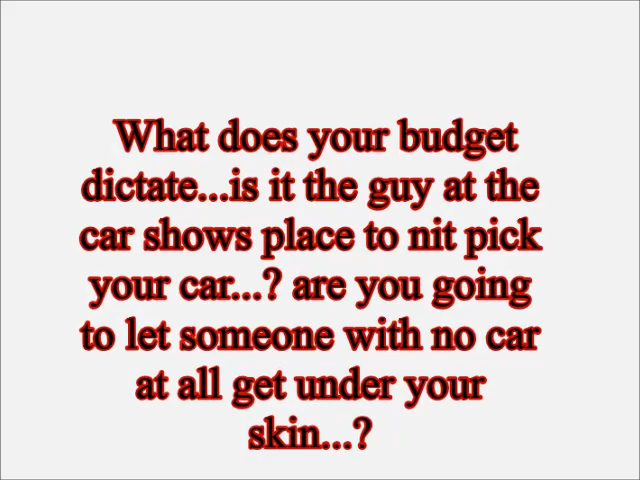 What does your budget
dictate...is it the guy at the
car shows place to nit pick
your car...? are you going
to let someone with no car
at all get under your
skin...?